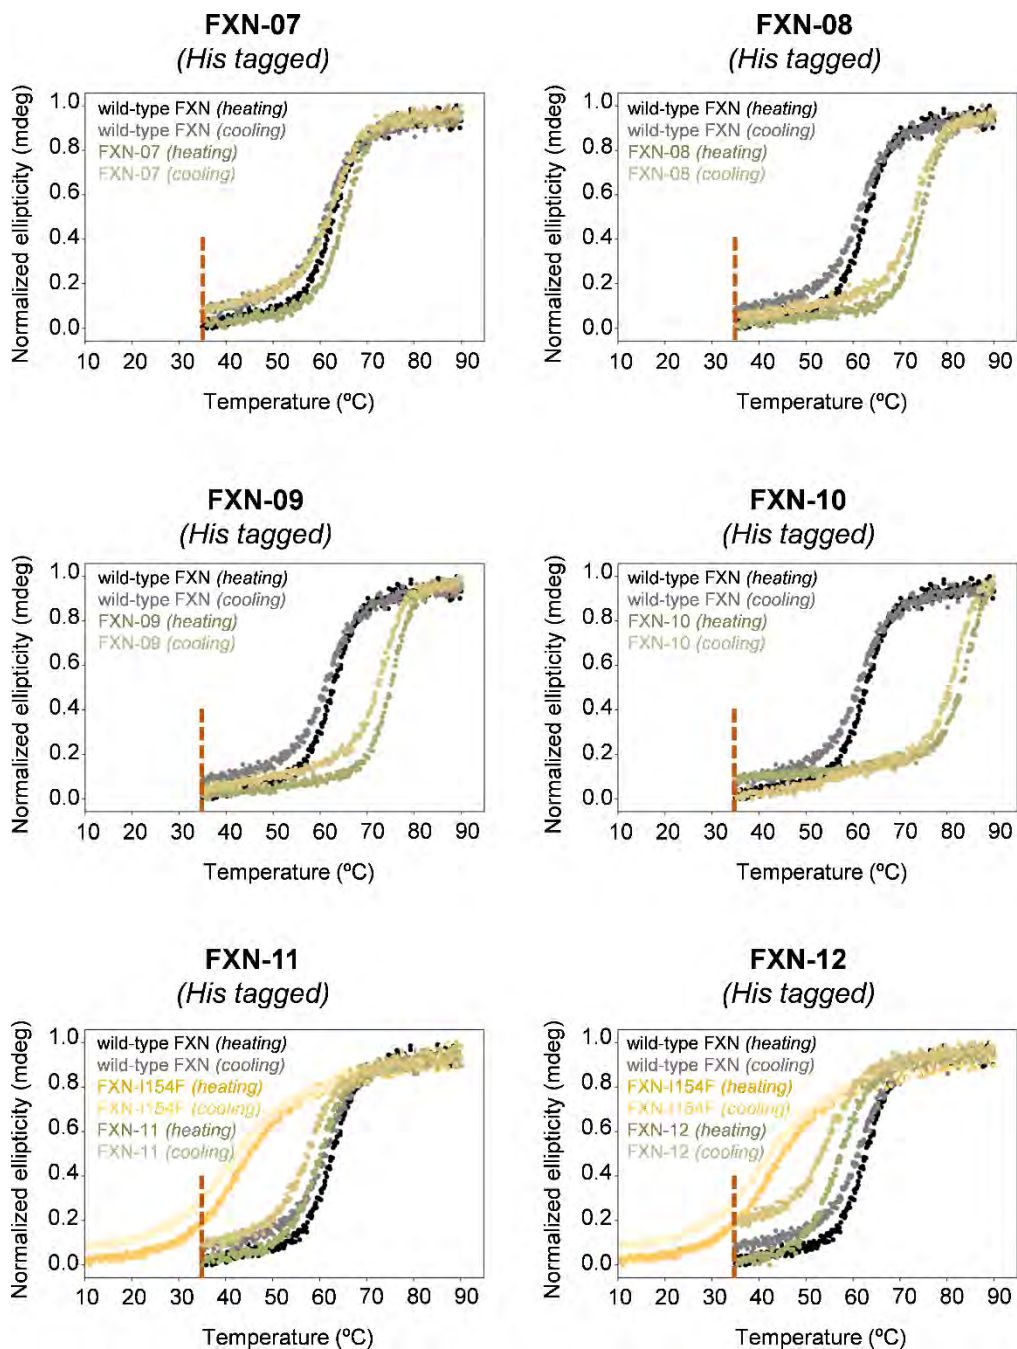 FXN-07
(His tagged)
Normalized ellipticity (mdeg)
1.0
0.8
0.6
0.4
0.2
0.0
wild-type FXN (heating)
wild-type FXN (cooling)
FXN-07 (heating)
FXN-07 (cooling)
10 20 30 40 50 60 70 80 90
Temperature (ºC)
FXN-08
(His tagged)
Normalized ellipticity (mdeg)
1.0
0.8
0.6
0.4
0.2
0.0
wild-type FXN (heating)
wild-type FXN (cooling)
FXN-08 (heating)
FXN-08 (cooling)
10 20 30 40 50 60 70 80 90
Temperature (ºC)
FXN-09
(His tagged)
Normalized ellipticity (mdeg)
1.0
0.8
0.6
0.4
0.2
0.0
wild-type FXN (heating)
wild-type FXN (cooling)
FXN-09 (heating)
FXN-09 (cooling)
10 20 30 40 50 60 70 80 90
Temperature (ºC)
FXN-10
(His tagged)
Normalized ellipticity (mdeg)
1.0
0.8
0.6
0.4
0.2
0.0
wild-type FXN (heating)
wild-type FXN (cooling)
FXN-10 (heating)
FXN-10 (cooling)
10 20 30 40 50 60 70 80 90
Temperature (ºC)
FXN-11
(His tagged)
Normalized ellipticity (mdeg)
1.0
0.8
0.6
0.4
0.2
0.0
wild-type FXN (heating)
wild-type FXN (cooling)
FXN-I154F (heating)
FXN-I154F (cooling)
FXN-11 (heating)
FXN-11 (cooling)
10 20 30 40 50 60 70 80 90
Temperature (ºC)
FXN-12
(His tagged)
Normalized ellipticity (mdeg)
1.0
0.8
0.6
0.4
0.2
0.0
wild-type FXN (heating)
wild-type FXN (cooling)
FXN-I154F (heating)
FXN-I154F (cooling)
FXN-12 (heating)
FXN-12 (cooling)
10 20 30 40 50 60 70 80 90
Temperature (ºC)